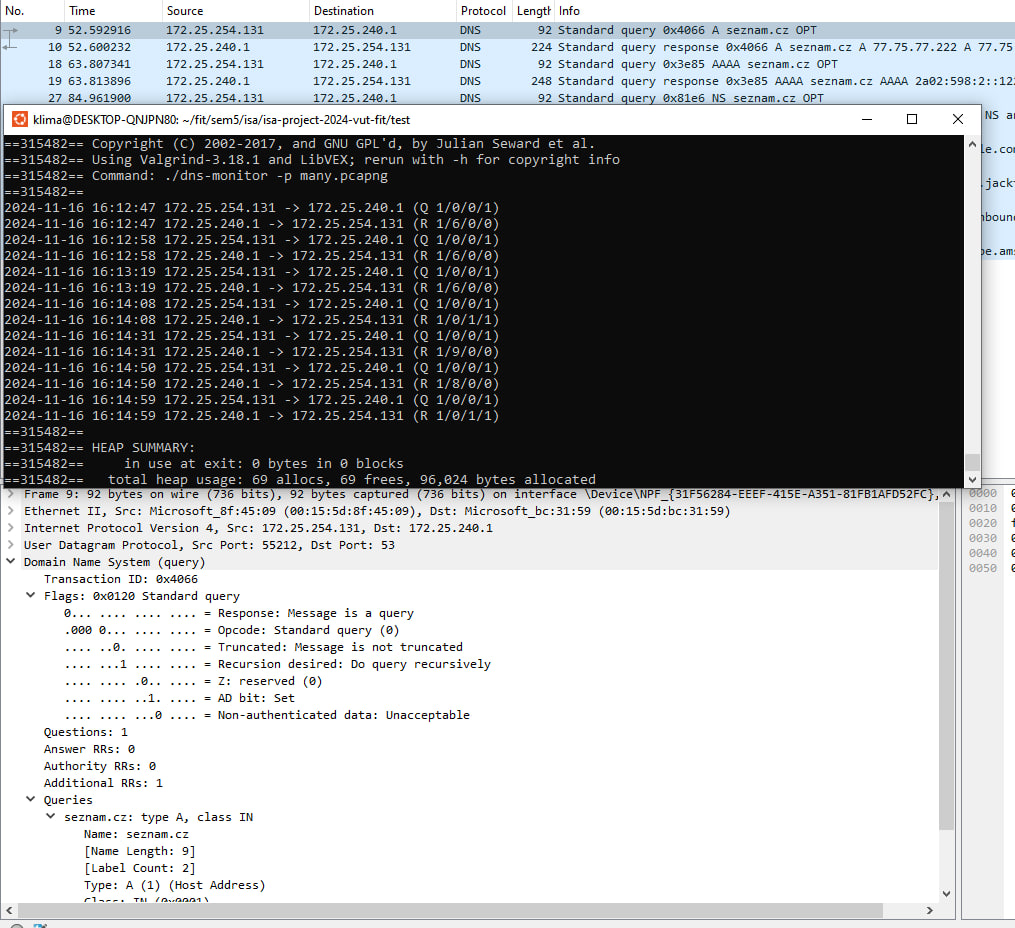 No. Time Source Destination Protocol Length Info
9 52.592916 172.25.254.131 172.25.240.1 DNS 92 Standard query 0x4066 A seznam.cz OPT
10 52.600232 172.25.240.1 172.25.254.131 DNS 224 Standard query response 0x4066 A seznam.cz A 77.75.77.222 A 77.75
18 63.807341 172.25.254.131 172.25.240.1 DNS 92 Standard query 0x3e85 AAAA seznam.cz OPT
19 63.813896 172.25.240.1 172.25.254.131 DNS 248 Standard query response 0x3e85 AAAA seznam.cz AAAA 2a02:598:2::122
27 84.961900 172.25.254.131 172.25.240.1 DNS 92 Standard query 0x81e6 NS seznam.cz OPT
klima@DESKTOP-QNJPN80: ~/fit/sem5/isa/isa-project-2024-vut-fit/test
NS
==315482== Copyright (C) 2002-2017, and GNU GPL'd, by Julian Seward et al.
==315482== Using Valgrind-3.18.1 and LibVEX; rerun with -h for copyright info
==315482== Command: ./dns-monitor -p many.pcapng
==315482==
2024-11-16 16:12:47 172.25.254.131 -> 172.25.240.1 (Q 1/0/0/1)
2024-11-16 16:12:47 172.25.240.1 -> 172.25.254.131 (R 1/6/0/0)
2024-11-16 16:12:58 172.25.254.131 -> 172.25.240.1 (Q 1/0/0/1)
2024-11-16 16:12:58 172.25.240.1 -> 172.25.254.131 (R 1/6/0/0)
2024-11-16 16:13:19 172.25.254.131 -> 172.25.240.1 (Q 1/0/0/1)
2024-11-16 16:13:19 172.25.240.1 -> 172.25.254.131 (R 1/6/0/0)
2024-11-16 16:14:08 172.25.254.131 -> 172.25.240.1 (Q 1/0/0/1)
2024-11-16 16:14:08 172.25.240.1 -> 172.25.254.131 (R 1/0/1/1)
2024-11-16 16:14:31 172.25.254.131 -> 172.25.240.1 (Q 1/0/0/1)
2024-11-16 16:14:31 172.25.240.1 -> 172.25.254.131 (R 1/9/0/0)
2024-11-16 16:14:50 172.25.254.131 -> 172.25.240.1 (Q 1/0/0/1)
2024-11-16 16:14:50 172.25.240.1 -> 172.25.254.131 (R 1/8/0/0)
2024-11-16 16:14:59 172.25.254.131 -> 172.25.240.1 (Q 1/0/0/1)
2024-11-16 16:14:59 172.25.240.1 -> 172.25.254.131 (R 1/0/1/1)
==315482==
==315482== HEAP SUMMARY:
==315482== in use at exit: 0 bytes in 0 blocks
==315482== total heap usage: 69 allocs, 69 frees, 96,024 bytes allocated
Frame 9: 92 bytes on wire (736 bits), 92 bytes captured (736 bits) on interface \Device\NPF_{31F56284-EEEF-415E-A351-81FB1AFD52FC},
Ethernet II, Src: Microsoft_8f:45:09 (00:15:5d:8f:45:09), Dst: Microsoft_bc:31:59 (00:15:5d:bc:31:59)
Internet Protocol Version 4, Src: 172.25.254.131, Dst: 172.25.240.1
User Datagram Protocol, Src Port: 55212, Dst Port: 53
Domain Name System (query)
Transaction ID: 0x4066
Flags: 0x0120 Standard query
0... .... .... .... = Response: Message is a query
.000 0... .... .... = Opcode: Standard query (0)
.... ..0. .... .... = Truncated: Message is not truncated
.... ...1 .... .... = Recursion desired: Do query recursively
.... .... .0.. .... = Z: reserved (0)
.... .... ..1. .... = AD bit: Set
.... .... ...0 .... = Non-authenticated data: Unacceptable
Questions: 1
Answer RRs: 0
Authority RRs: 0
Additional RRs: 1
Queries
seznam.cz: type A, class IN
Name: seznam.cz
[Name Length: 9]
[Label Count: 2]
Type: A (1) (Host Address)
Class: IN (0x0001)
0000
0010
0020
0030
0040
0050